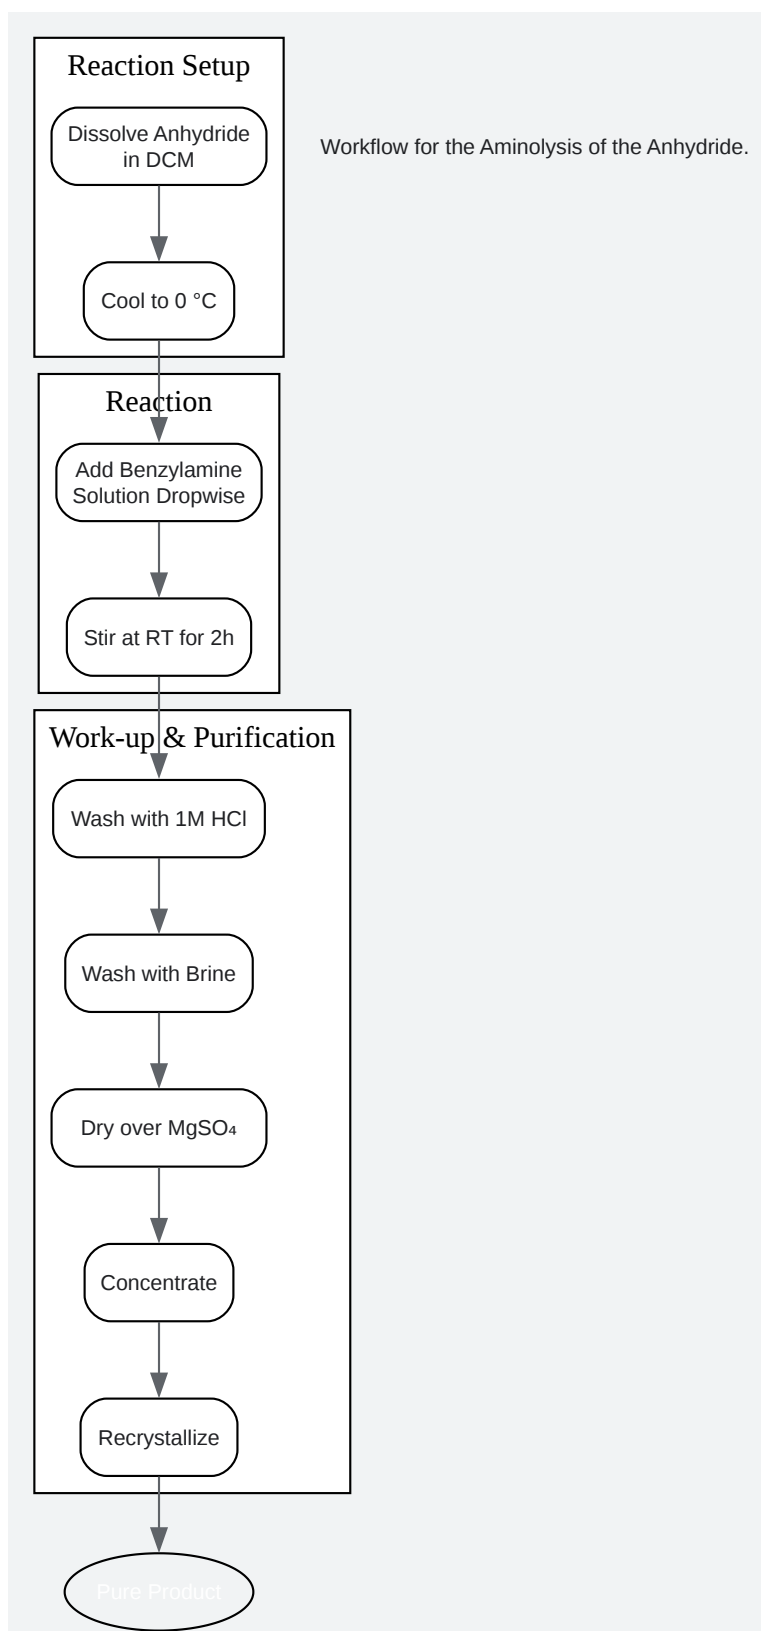 Reaction Setup
Dissolve Anhydride
in DCM
Workflow for the Aminolysis of the Anhydride.
Cool to 0 °C
Reaction
Add Benzylamine
Solution Dropwise
Stir at RT for 2h
Work-up & Purification
Wash with 1M HCl
Wash with Brine
Dry over MgSO₄
Concentrate
Recrystallize
Pure Product